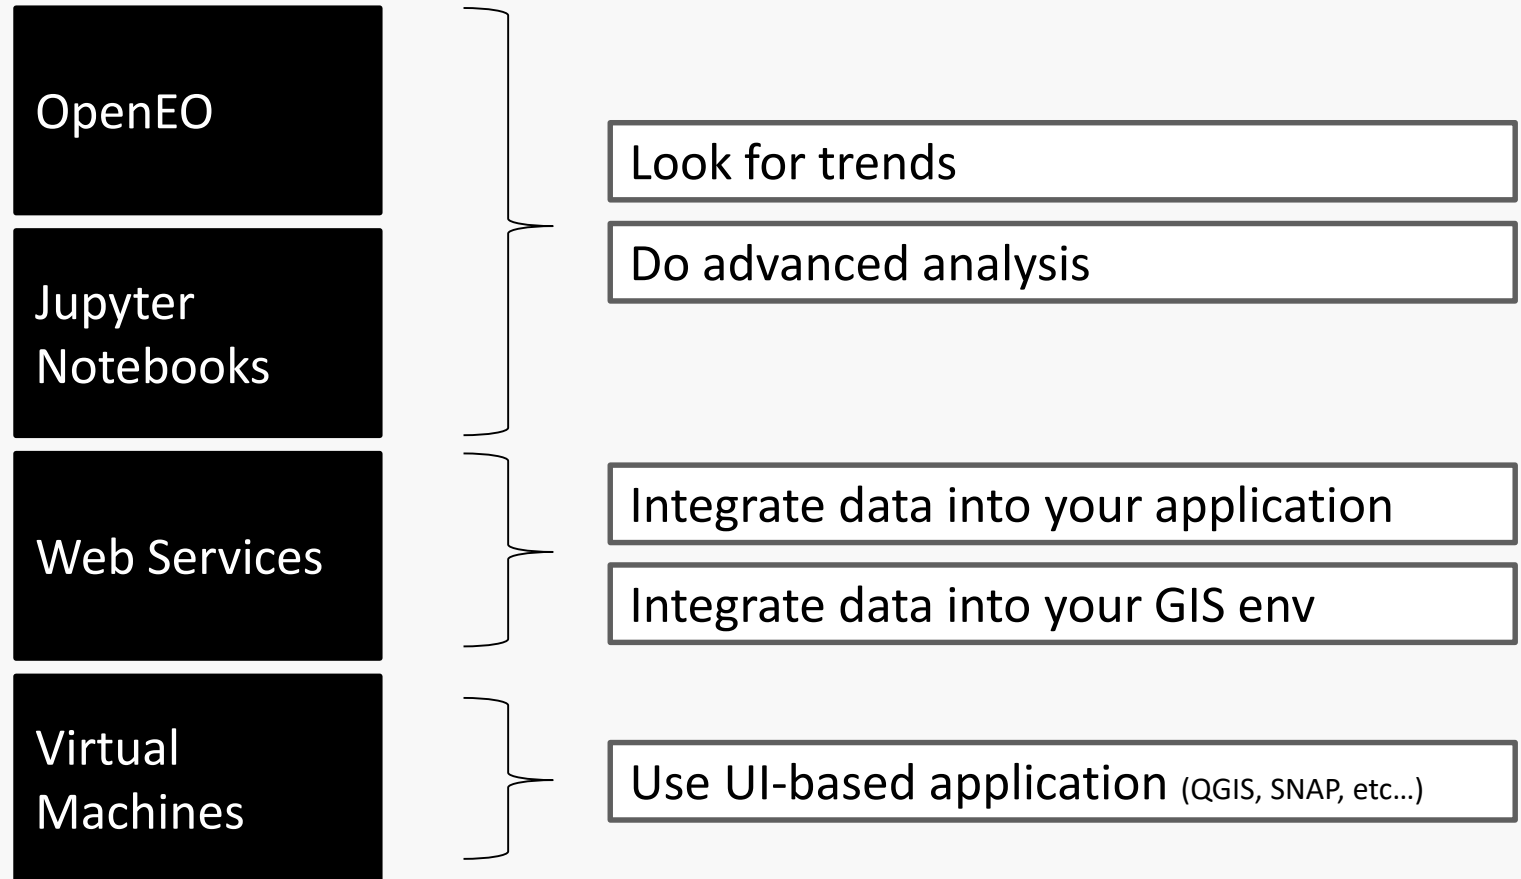 OpenEO
Look for trends
Do advanced analysis
Jupyter
Notebooks
Web Services
Integrate data into your application
Integrate data into your GIS env
Virtual
Machines
Use UI-based application (QGIS, SNAP, etc...)